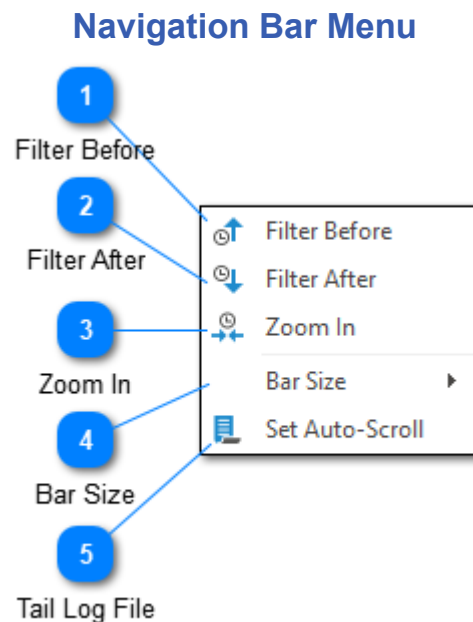 Navigation Bar Menu
1
Filter Before
2
Filter After
3
Zoom In
4
Bar Size
5
Tail Log File
Filter Before
Filter After
Zoom In
Bar Size
Set Auto-Scroll